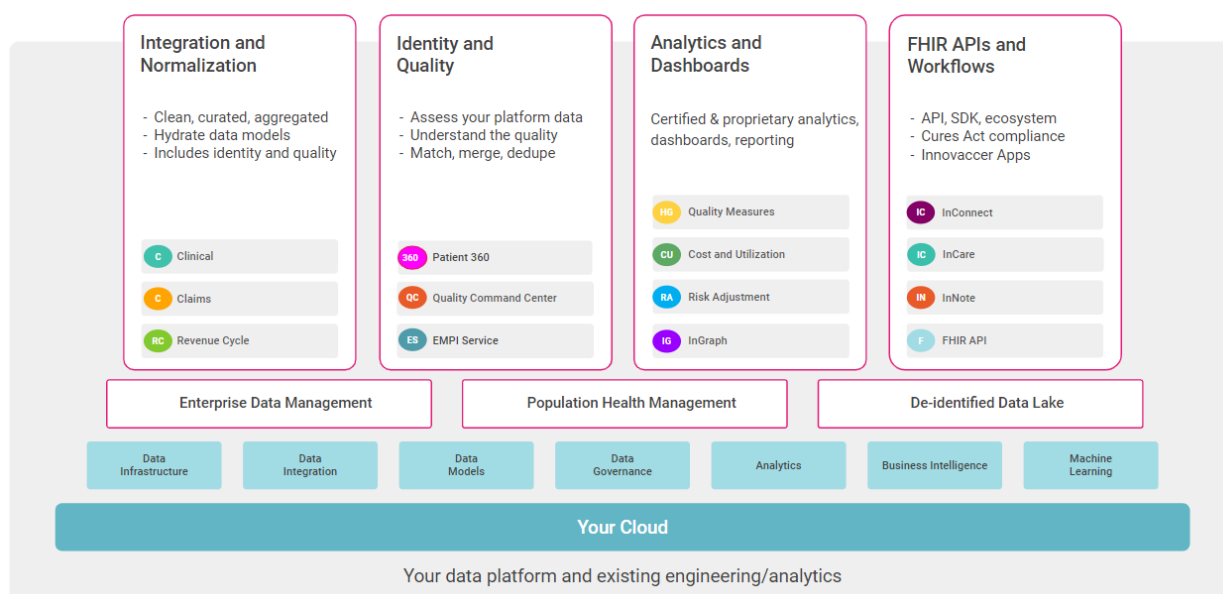 Integration and
Normalization
- Clean, curated, aggregated
- Hydrate data models
- Includes identity and quality
C Clinical
C Claims
RC Revenue Cycle
Identity and
Quality
- Assess your platform data
- Understand the quality
- Match, merge, dedupe
360 Patient 360
QC Quality Command Center
ES EMPI Service
Analytics and
Dashboards
Certified & proprietary analytics,
dashboards, reporting
HG Quality Measures
CU Cost and Utilization
RA Risk Adjustment
IG InGraph
FHIR APIs and
Workflows
- API, SDK, ecosystem
- Cures Act compliance
- Innovaccer Apps
IC InConnect
IC InCare
IN InNote
F FHIR API
Enterprise Data Management
Population Health Management
De-identified Data Lake
Data
Infrastructure
Data
Integration
Data
Models
Data
Governance
Analytics
Business Intelligence
Machine
Learning
Your Cloud
Your data platform and existing engineering/analytics